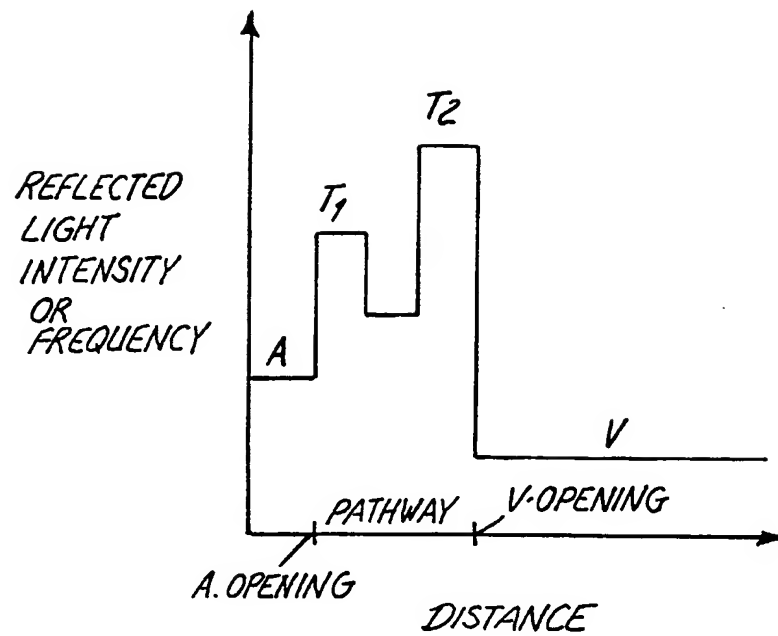 T2
T1
REFLECTED
LIGHT
INTENSITY
OR
FREQUENCY
A
V
PATHWAY
V-OPENING
A. OPENING
DISTANCE